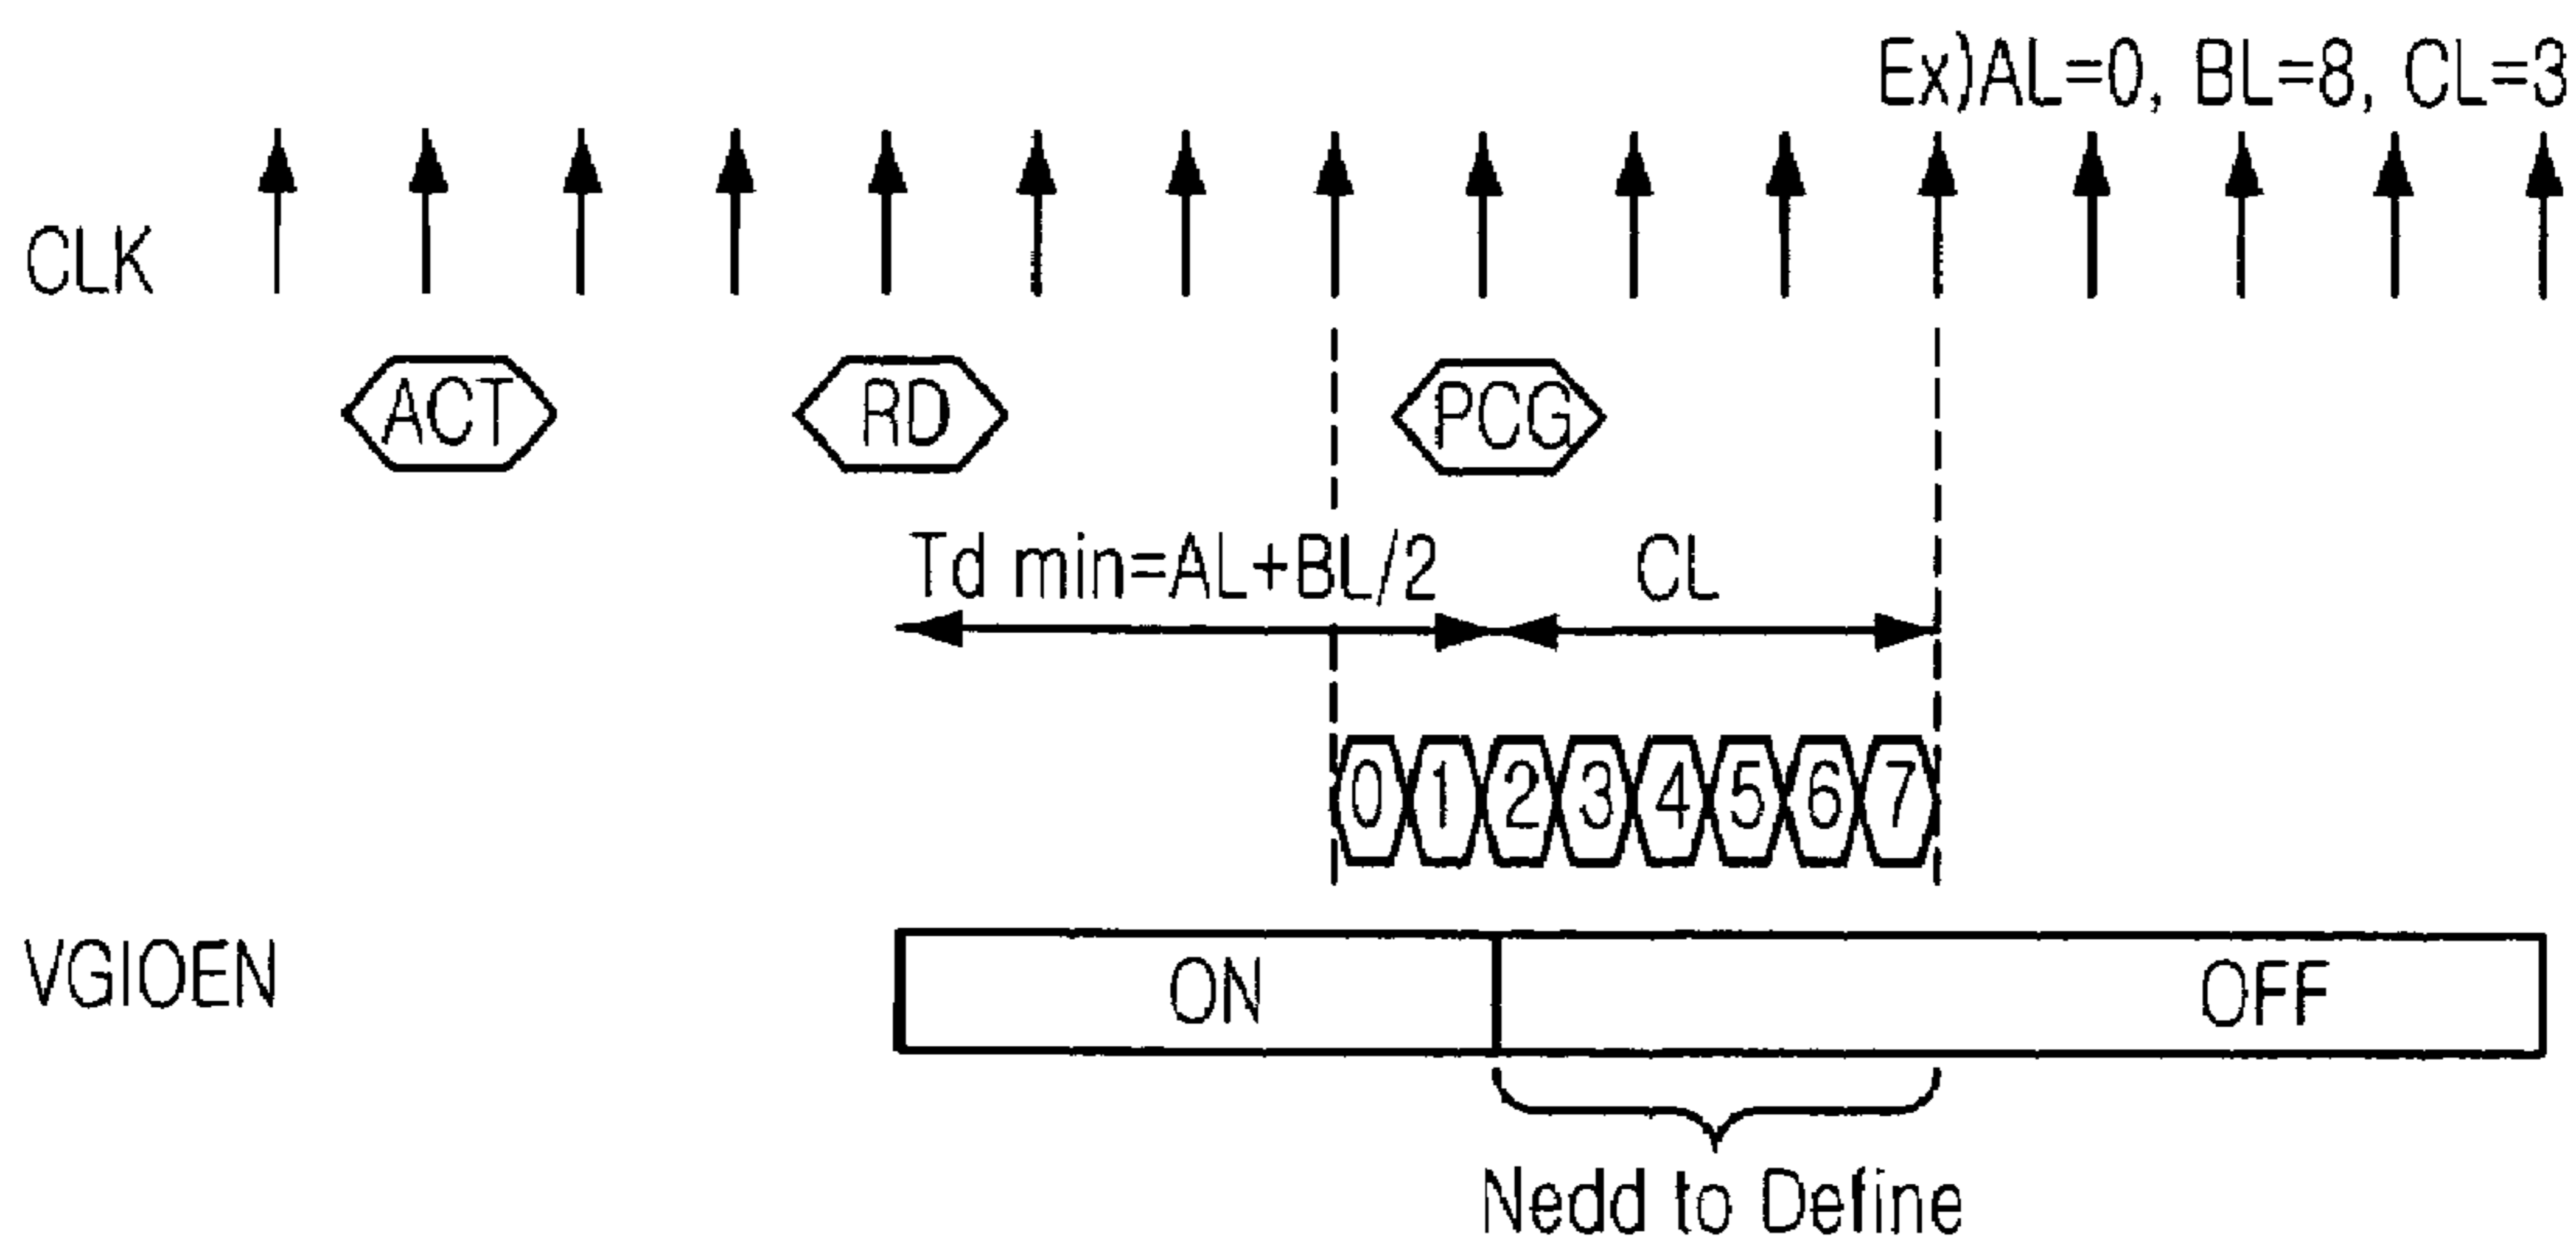 Ex)AL=0, BL=8, CL=3
CLK
ACT RD PCG
Td min=AL+BL/2 CL
0 1 2 3 4 5 6 7
VGIOEN ON OFF
Nedd to Define